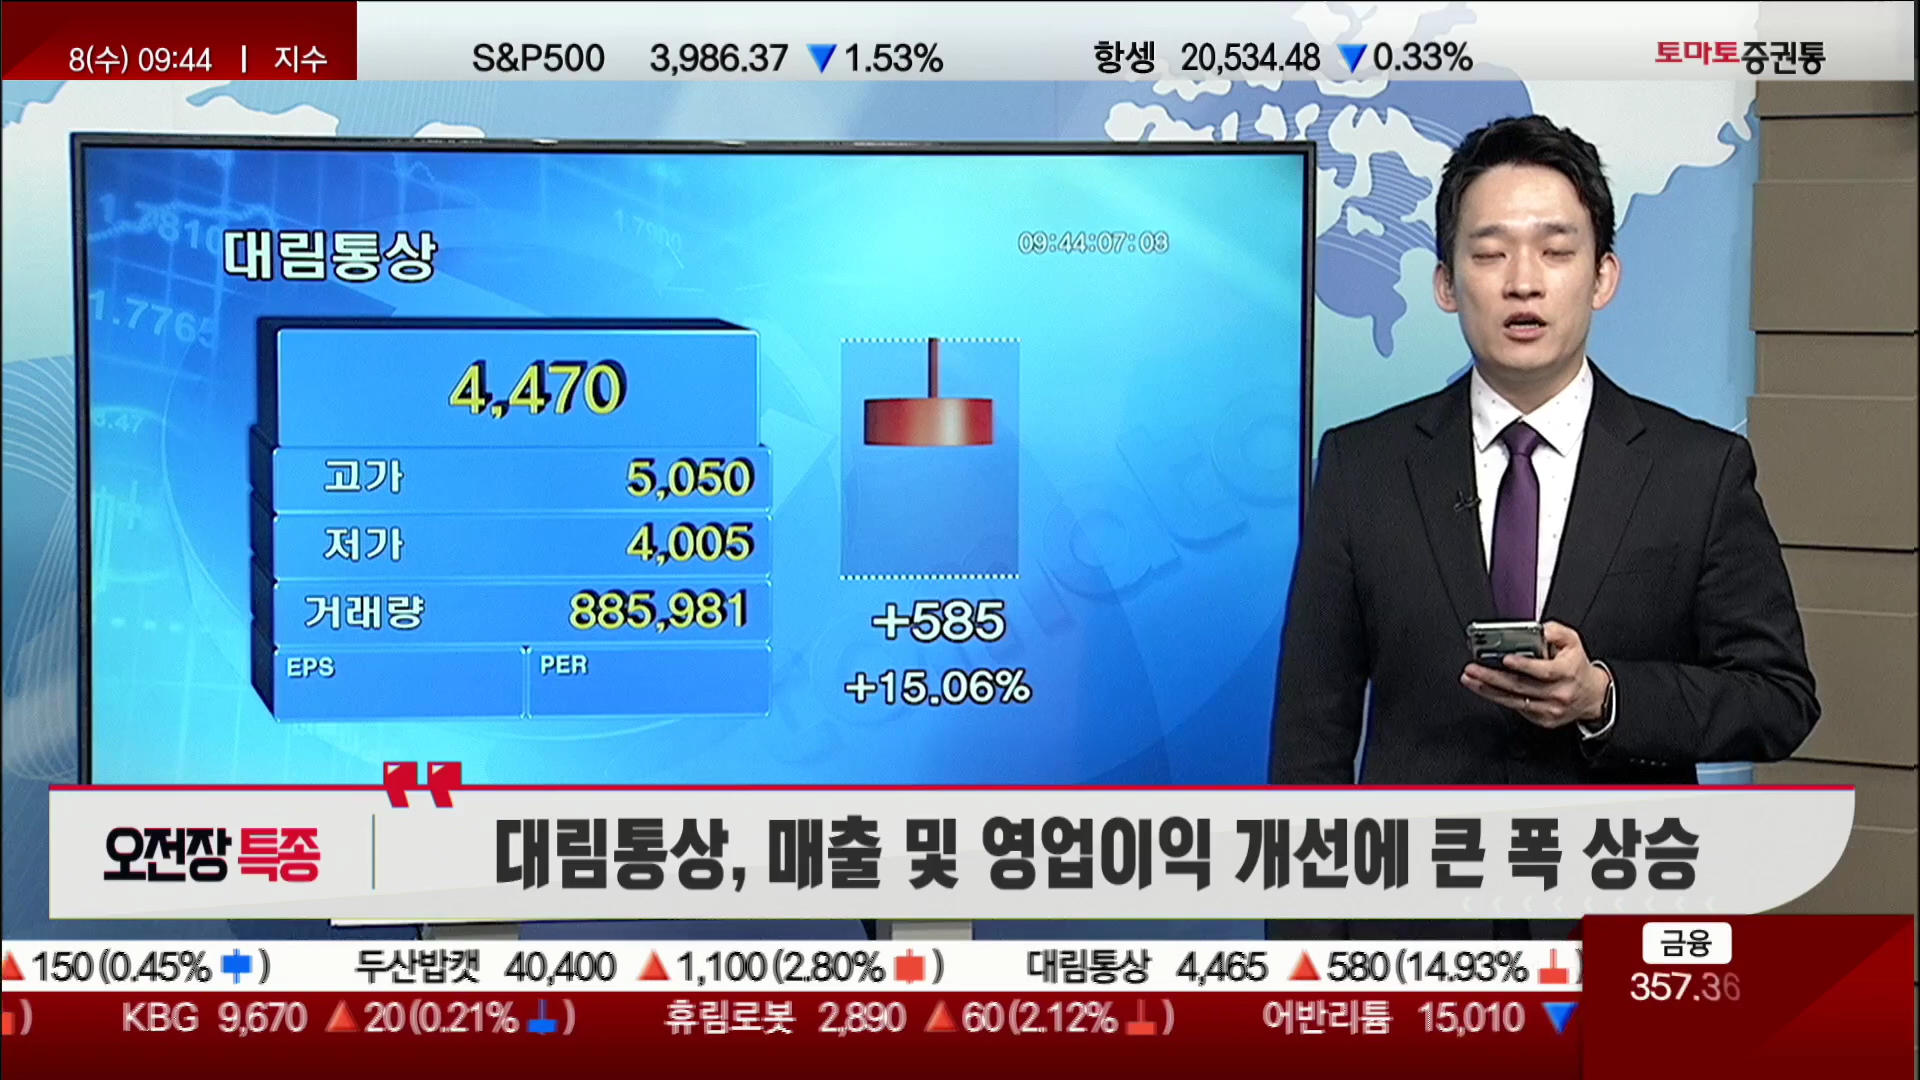 8(수) 09:44 | 지수
S&P500 3,986.37 ▼1.53%
항셍 20,534.48 ▼0.33%
토마토증권통
대림통상
09:44:07:08
4,470
고가 5,050
저가 4,005
거래량 885,981
EPS PER
+585
+15.06%
오전장 특종
대림통상, 매출 및 영업이익 개선에 큰 폭 상승
▲150(0.45% ) 두산밥캣 40,400 ▲1,100(2.80% ) 대림통상 4,465 ▲580(14.93% )
) KBG 9,670 ▲20(0.21% ) 휴림로봇 2,890 ▲60(2.12% ) 어반리튬 15,010 ▼
금융
357.36